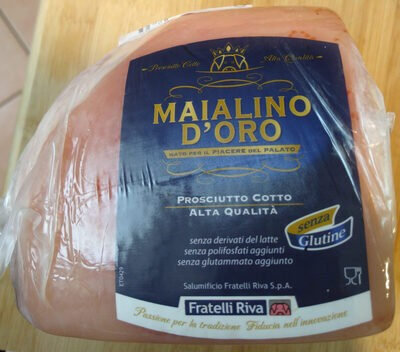 Prosciutto Cotto Alta Qualità
MAIALINO
D'ORO
NATO PER IL PIACERE DEL PALATO
PROSCIUTTO COTTO
ALTA QUALITÀ
senza
Glutine
senza derivati del latte
senza polifosfati aggiunti
senza glutammato aggiunto
ET0429
Salumificio Fratelli Riva S.p.A.
Fratelli Riva
Passione per la tradizione Fiducia nell'innovazione